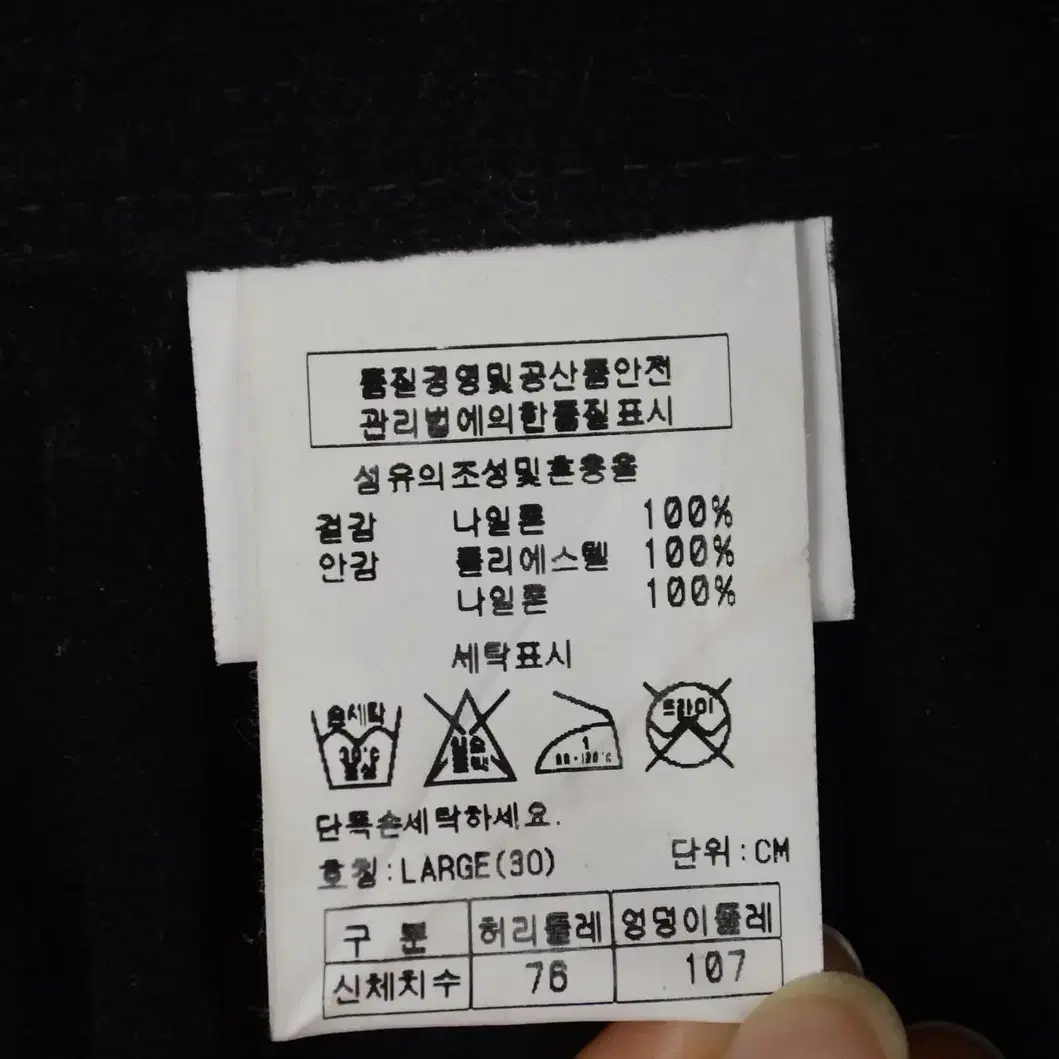 품질경영및공산품안전
관리법에의한품질표시
섬유의조성및혼용율
겉감 나일론 100%
안감 폴리에스텔 100%
나일론 100%
세탁표시
손세탁 30℃ 중성
염소 표백
1 80-120℃
드라이
단독손세탁하세요.
호칭:LARGE(30) 단위:CM
구 분 허리둘레 엉덩이둘레
신체치수 76 107